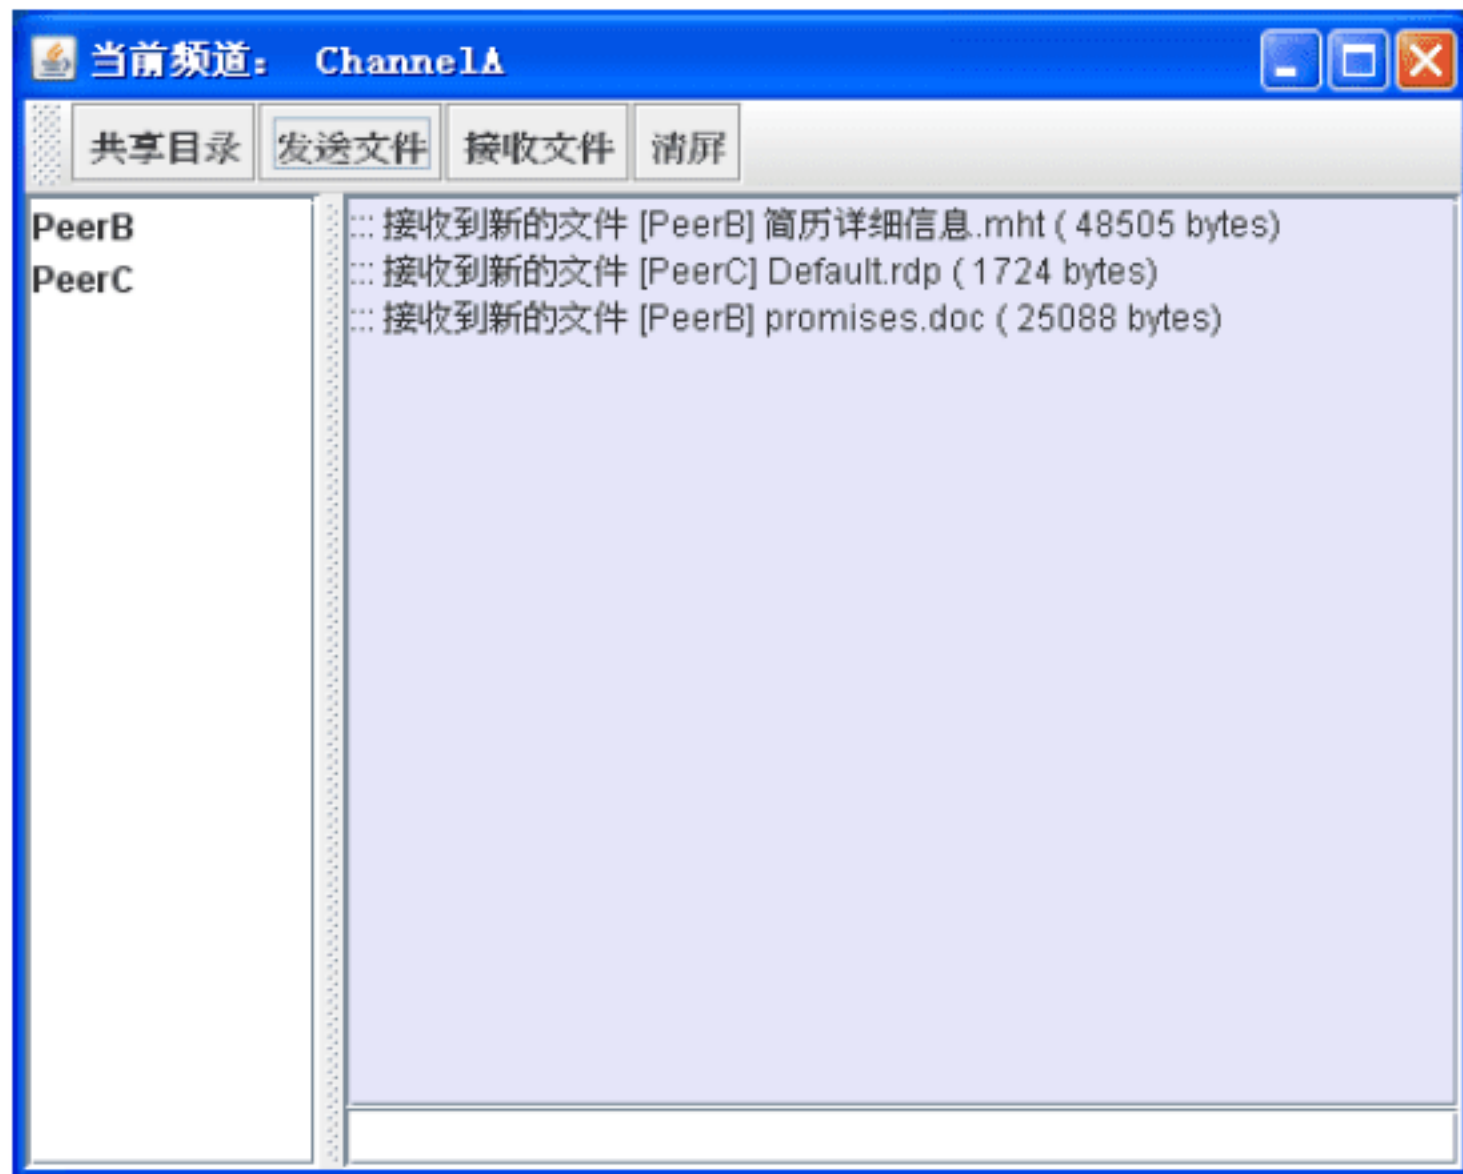 当前频道： ChannelA
共享目录 发送文件 接收文件 清屏
PeerB
PeerC
::: 接收到新的文件 [PeerB] 简历详细信息.mht ( 48505 bytes)
::: 接收到新的文件 [PeerC] Default.rdp ( 1724 bytes)
::: 接收到新的文件 [PeerB] promises.doc ( 25088 bytes)